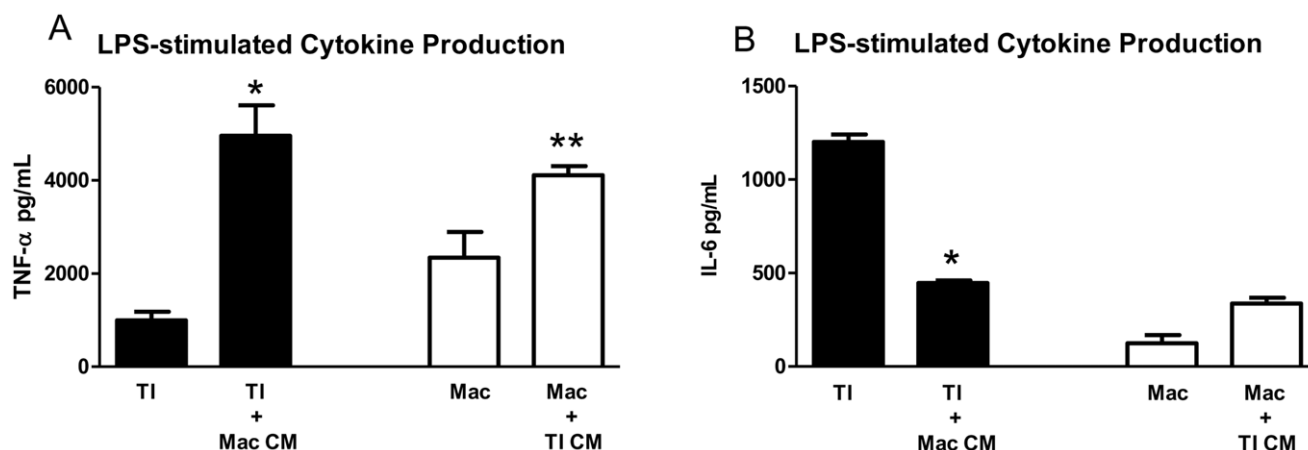 A
LPS-stimulated Cytokine Production
TNF-α pg/mL
6000
4000
2000
0
*
**
TI
TI
+
Mac CM
Mac
Mac
+
TI CM
B
LPS-stimulated Cytokine Production
IL-6 pg/mL
1500
1000
500
0
*
TI
TI
+
Mac CM
Mac
Mac
+
TI CM